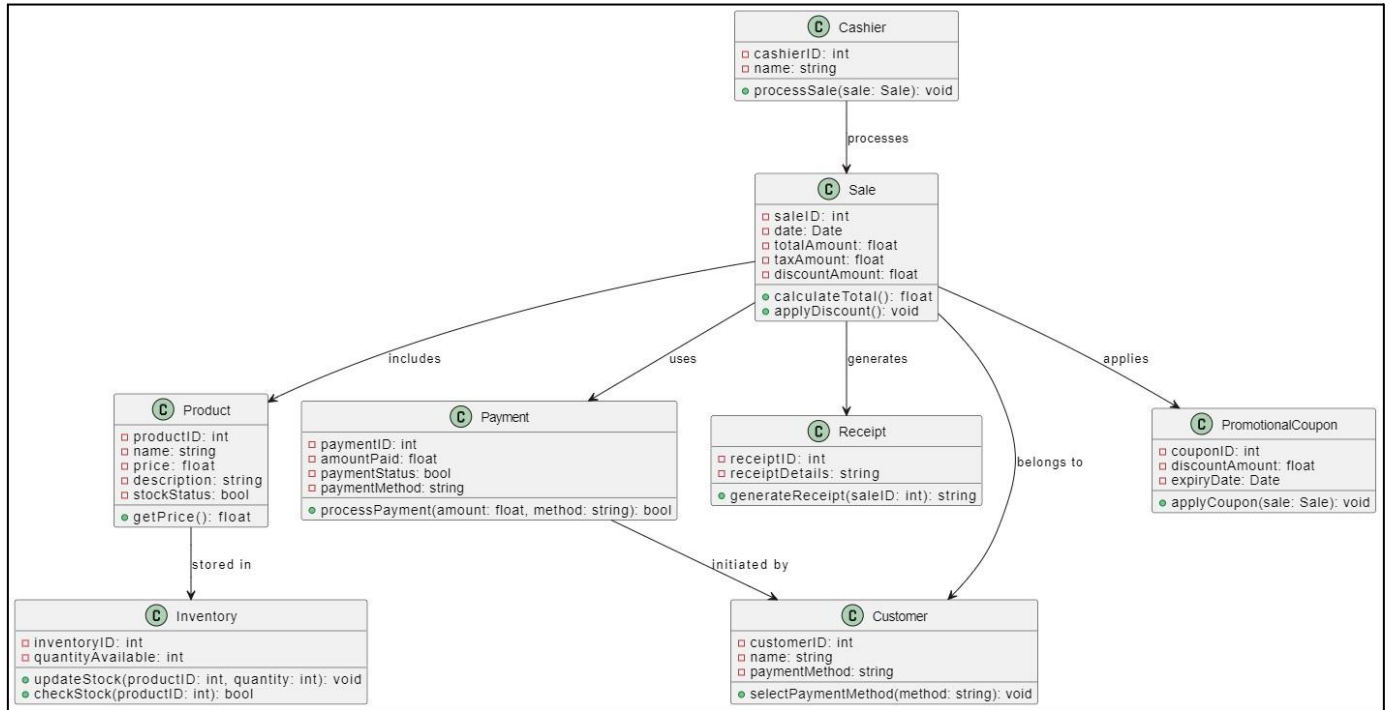 C Cashier
cashierID: int
name: string
processSale(sale: Sale): void
processes
C Sale
saleID: int
date: Date
totalAmount: float
taxAmount: float
discountAmount: float
calculateTotal(): float
applyDiscount(): void
includes
uses
generates
applies
belongs to
C Product
productID: int
name: string
price: float
description: string
stockStatus: bool
getPrice(): float
C Payment
paymentID: int
amountPaid: float
paymentStatus: bool
paymentMethod: string
processPayment(amount: float, method: string): bool
C Receipt
receiptID: int
receiptDetails: string
generateReceipt(saleID: int): string
C PromotionalCoupon
couponID: int
discountAmount: float
expiryDate: Date
applyCoupon(sale: Sale): void
stored in
initiated by
C Inventory
inventoryID: int
quantityAvailable: int
updateStock(productID: int, quantity: int): void
checkStock(productID: int): bool
C Customer
customerID: int
name: string
paymentMethod: string
selectPaymentMethod(method: string): void